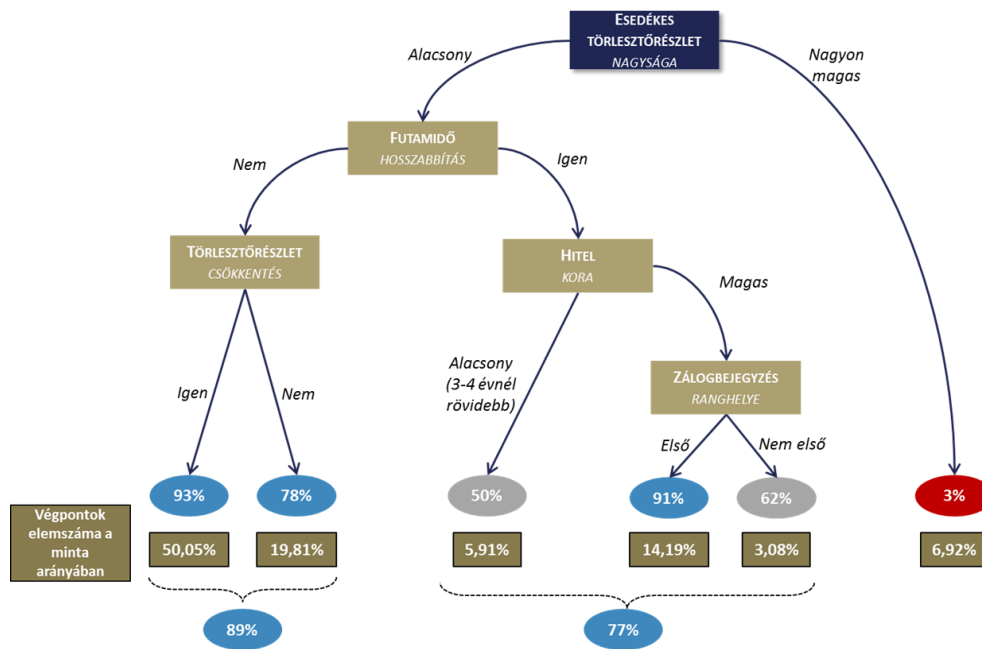 ESEDÉKES
TÖRLESZTŐRÉSZLET
NAGYSÁGA
Alacsony
Nagyon
magas
FUTAMIDŐ
HOSSZABBÍTÁS
Nem
Igen
TÖRLESZTŐRÉSZLET
CSÖKKENTÉS
HITEL
KORA
Magas
Alacsony
(3-4 évnél
rövidebb)
ZÁLOGBEJEGYZÉS
RANGHELYE
Igen
Nem
Első
Nem első
93%
78%
50%
91%
62%
3%
Végpontok
elemszáma a
minta
arányában
50,05%
19,81%
5,91%
14,19%
3,08%
6,92%
89%
77%